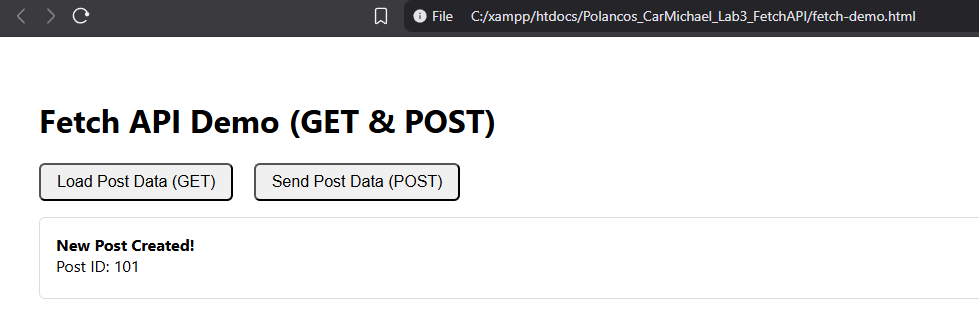 File C:/xampp/htdocs/Polancos_CarMichael_Lab3_FetchAPI/fetch-demo.html
Fetch API Demo (GET & POST)
Load Post Data (GET) Send Post Data (POST)
New Post Created!
Post ID: 101